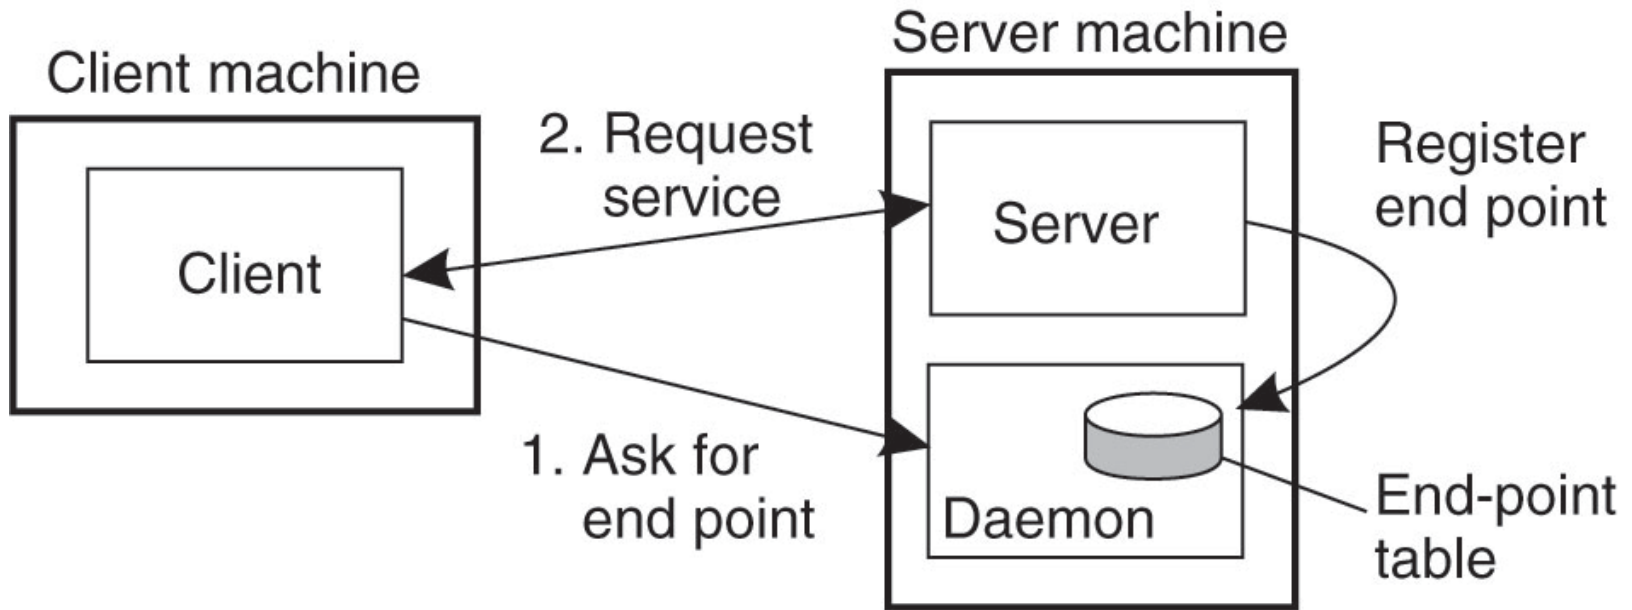 Client machine
Server machine
2. Request
service
Register
end point
Client
Server
1. Ask for
end point
Daemon
End-point
table